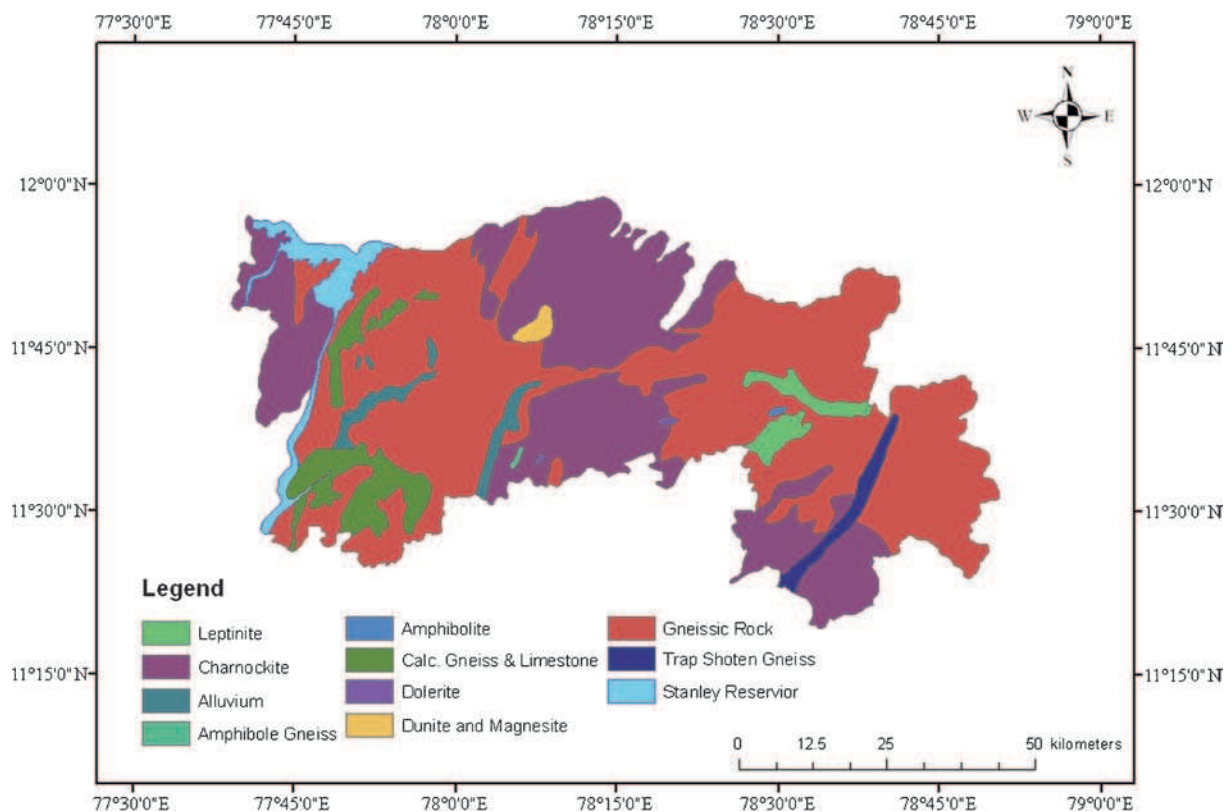 77°30'0"E 77°45'0"E 78°0'0"E 78°15'0"E 78°30'0"E 78°45'0"E 79°0'0"E
N
W E
S
12°0'0"N 12°0'0"N
11°45'0"N 11°45'0"N
11°30'0"N 11°30'0"N
11°15'0"N 11°15'0"N
Legend
Leptinite
Charnockite
Alluvium
Amphibole Gneiss
Amphibolite
Calc. Gneiss & Limestone
Dolerite
Dunite and Magnesite
Gneissic Rock
Trap Shoten Gneiss
Stanley Reservior
0 12.5 25 50 kilometers
77°30'0"E 77°45'0"E 78°0'0"E 78°15'0"E 78°30'0"E 78°45'0"E 79°0'0"E